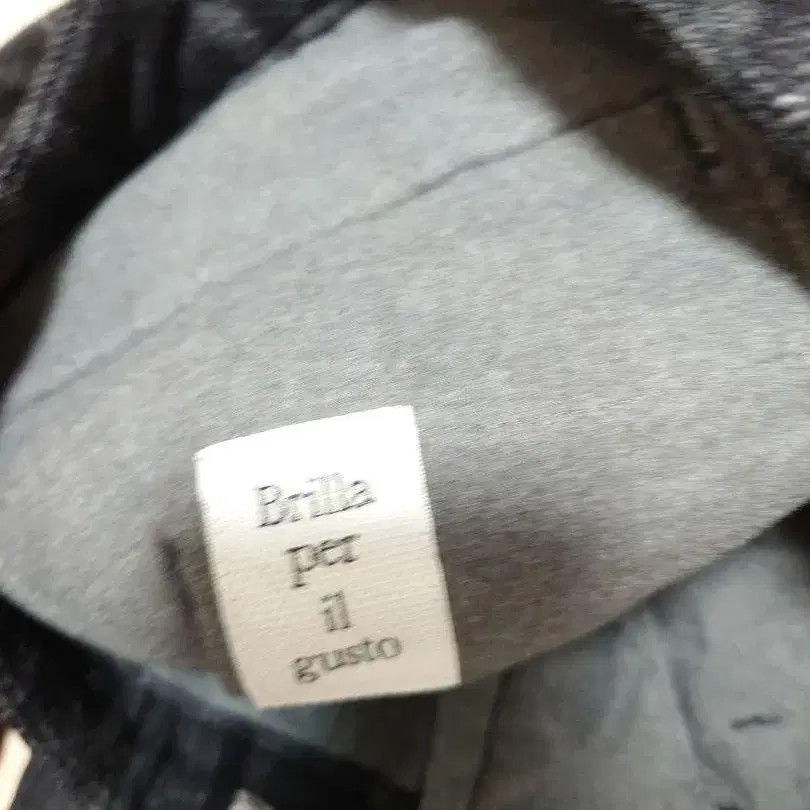 Brilla
per
il
gusto